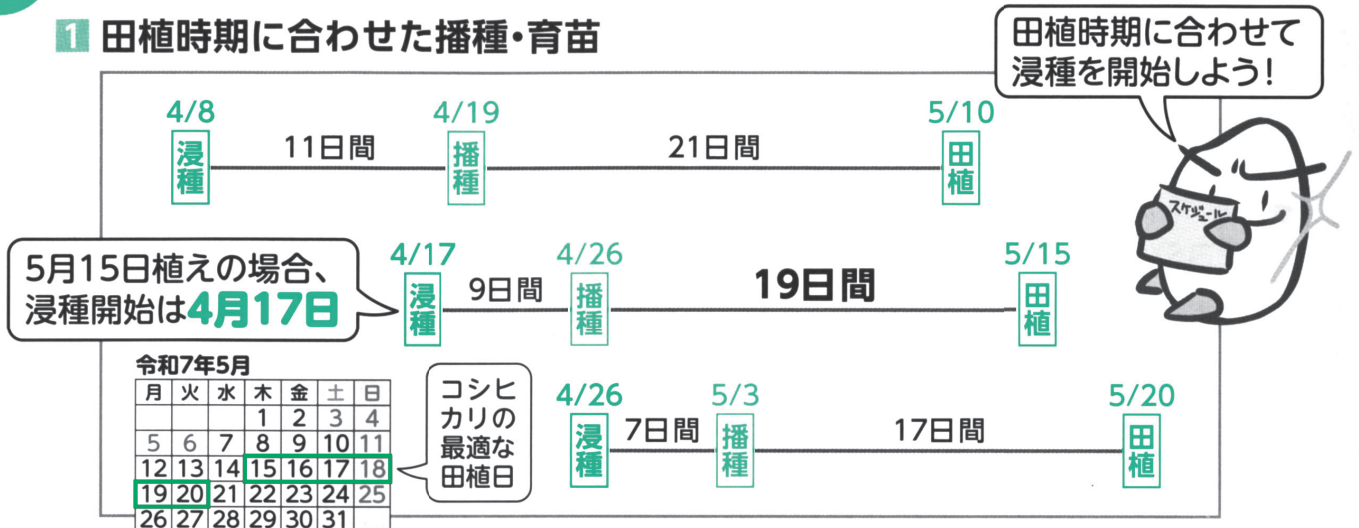 1 田植時期に合わせた播種・育苗
田植時期に合わせて
浸種を開始しよう!
スケジュール
4/8 4/19 5/10
浸種 11日間 播種 21日間 田植
5月15日植えの場合、
浸種開始は4月17日
4/17 4/26 5/15
浸種 9日間 播種 19日間 田植
令和7年5月
月 火 水 木 金 土 日
1 2 3 4
5 6 7 8 9 10 11
12 13 14 15 16 17 18
19 20 21 22 23 24 25
26 27 28 29 30 31
コシヒ
カリの
最適な
田植日
4/26 5/3 5/20
浸種 7日間 播種 17日間 田植